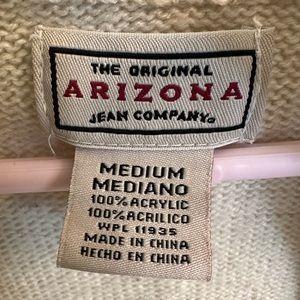 THE ORIGINAL
ARIZONA
JEAN COMPANY®
MEDIUM
MEDIANO
100% ACRYLIC
100% ACRILICO
WPL 11935
MADE IN CHINA
HECHO EN CHINA